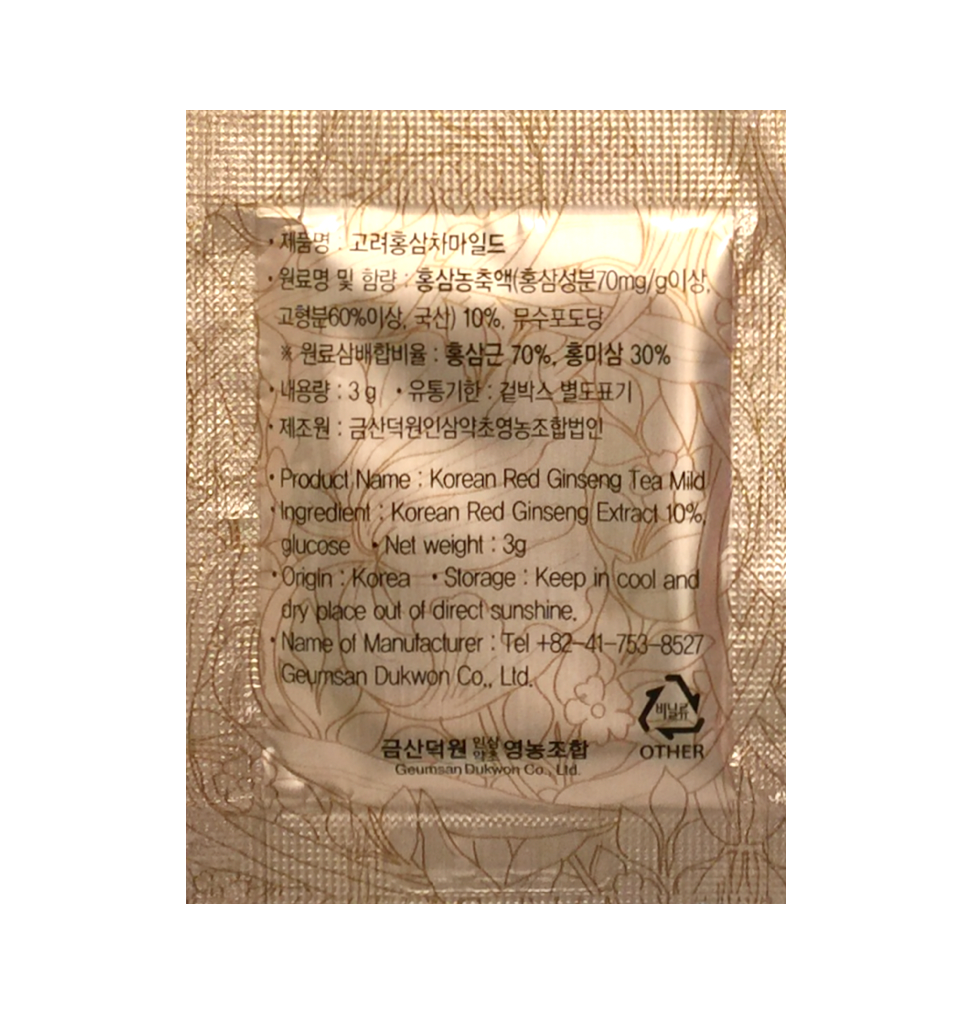 • 제품명 : 고려홍삼차마일드
• 원료명 및 함량 : 홍삼농축액(홍삼성분70mg/g이상,
고형분60%이상, 국산) 10%, 무수포도당
※ 원료삼배합비율 : 홍삼근 70%, 홍미삼 30%
• 내용량 : 3 g • 유통기한 : 겉박스 별도표기
• 제조원 : 금산덕원인삼약초영농조합법인
• Product Name : Korean Red Ginseng Tea Mild
• Ingredient : Korean Red Ginseng Extract 10%,
glucose • Net weight : 3g
• Origin : Korea • Storage : Keep in cool and
dry place out of direct sunshine.
• Name of Manufacturer : Tel +82-41-753-8527
Geumsan Dukwon Co., Ltd.
비닐류
OTHER
금산덕원 인삼약초 영농조합
Geumsan Dukwon Co., Ltd.